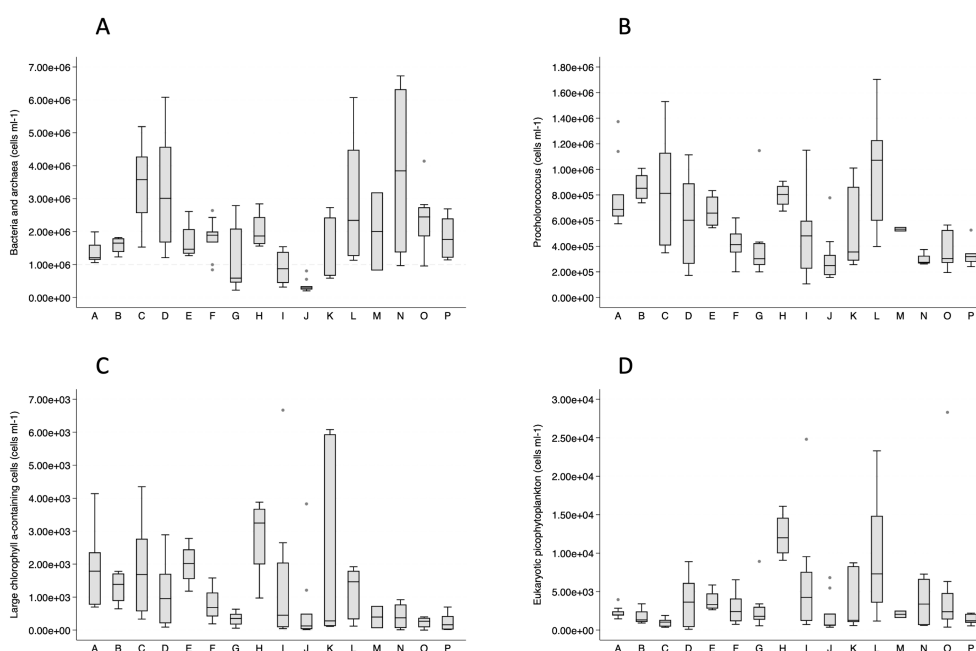 A
Bacteria and archaea (cells ml-1)
7.00e+06
6.00e+06
5.00e+06
4.00e+06
3.00e+06
2.00e+06
1.00e+06
0.00e+00
A B C D E F G H I J K L M N O P
B
Procholorococcus (cells ml-1)
1.80e+06
1.60e+06
1.40e+06
1.20e+06
1.00e+06
8.00e+05
6.00e+05
4.00e+05
2.00e+05
0.00e+00
A B C D E F G H I J K L M N O P
C
Large chlorophyll a-containing cells (cells ml-1)
7.00e+03
6.00e+03
5.00e+03
4.00e+03
3.00e+03
2.00e+03
1.00e+03
0.00e+00
A B C D E F G H I J K L M N O P
D
Eukaryotic picophytoplankton (cells ml-1)
3.00e+04
2.50e+04
2.00e+04
1.50e+04
1.00e+04
5.00e+03
0.00e+00
A B C D E F G H I J K L M N O P